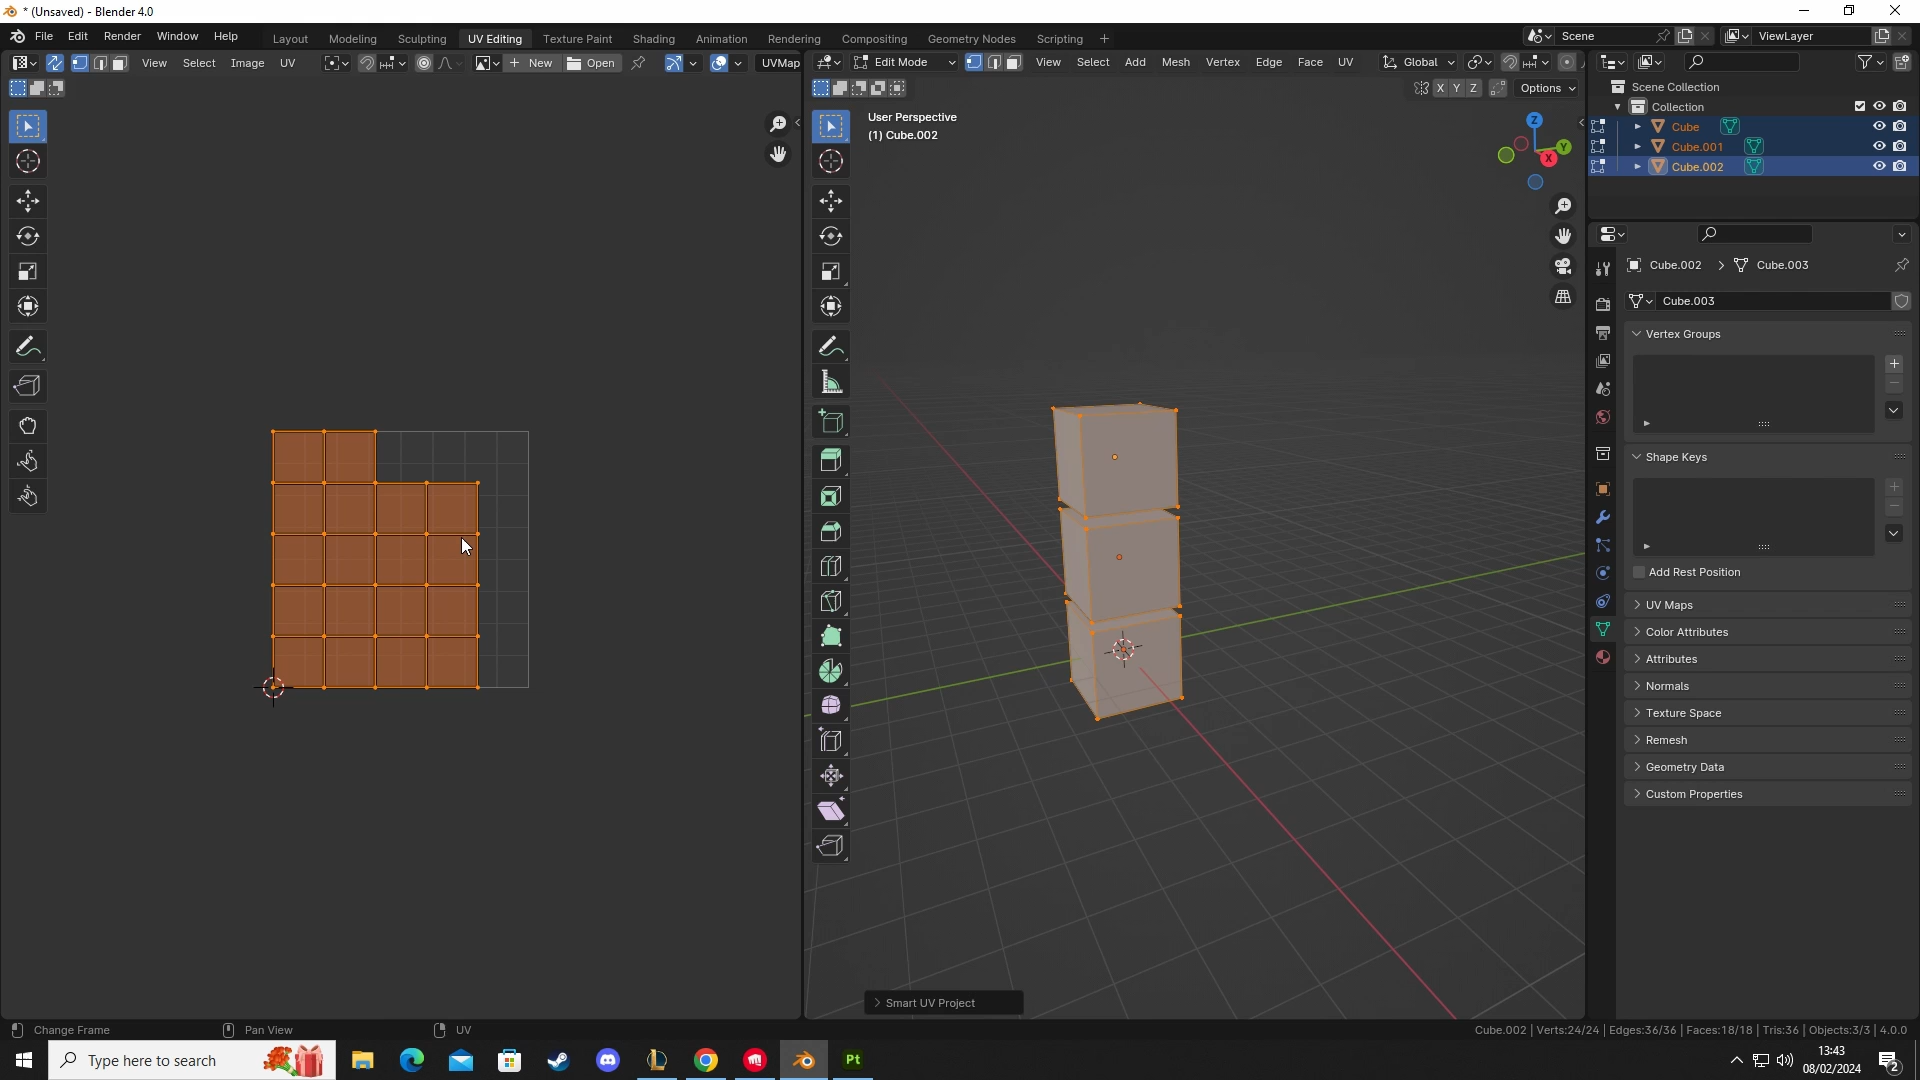 * (Unsaved) - Blender 4.0
File Edit Render Window Help Layout Modeling Sculpting UV Editing Texture Paint Shading Animation Rendering Compositing Geometry Nodes Scripting + Scene ViewLayer
View Select Image UV New Open UVMap Edit Mode View Select Add Mesh Vertex Edge Face UV Global
X Y Z Options
Scene Collection
Collection
Cube
Cube.001
Cube.002
User Perspective
(1) Cube.002
Z
Y
X
Cube.002 > Cube.003
Cube.003
Vertex Groups
Shape Keys
Add Rest Position
UV Maps
Color Attributes
Attributes
Normals
Texture Space
Remesh
Geometry Data
Custom Properties
Smart UV Project
Change Frame Pan View UV Cube.002 | Verts:24/24 | Edges:36/36 | Faces:18/18 | Tris:36 | Objects:3/3 | 4.0.0
Type here to search Pt 13:43
08/02/2024
2